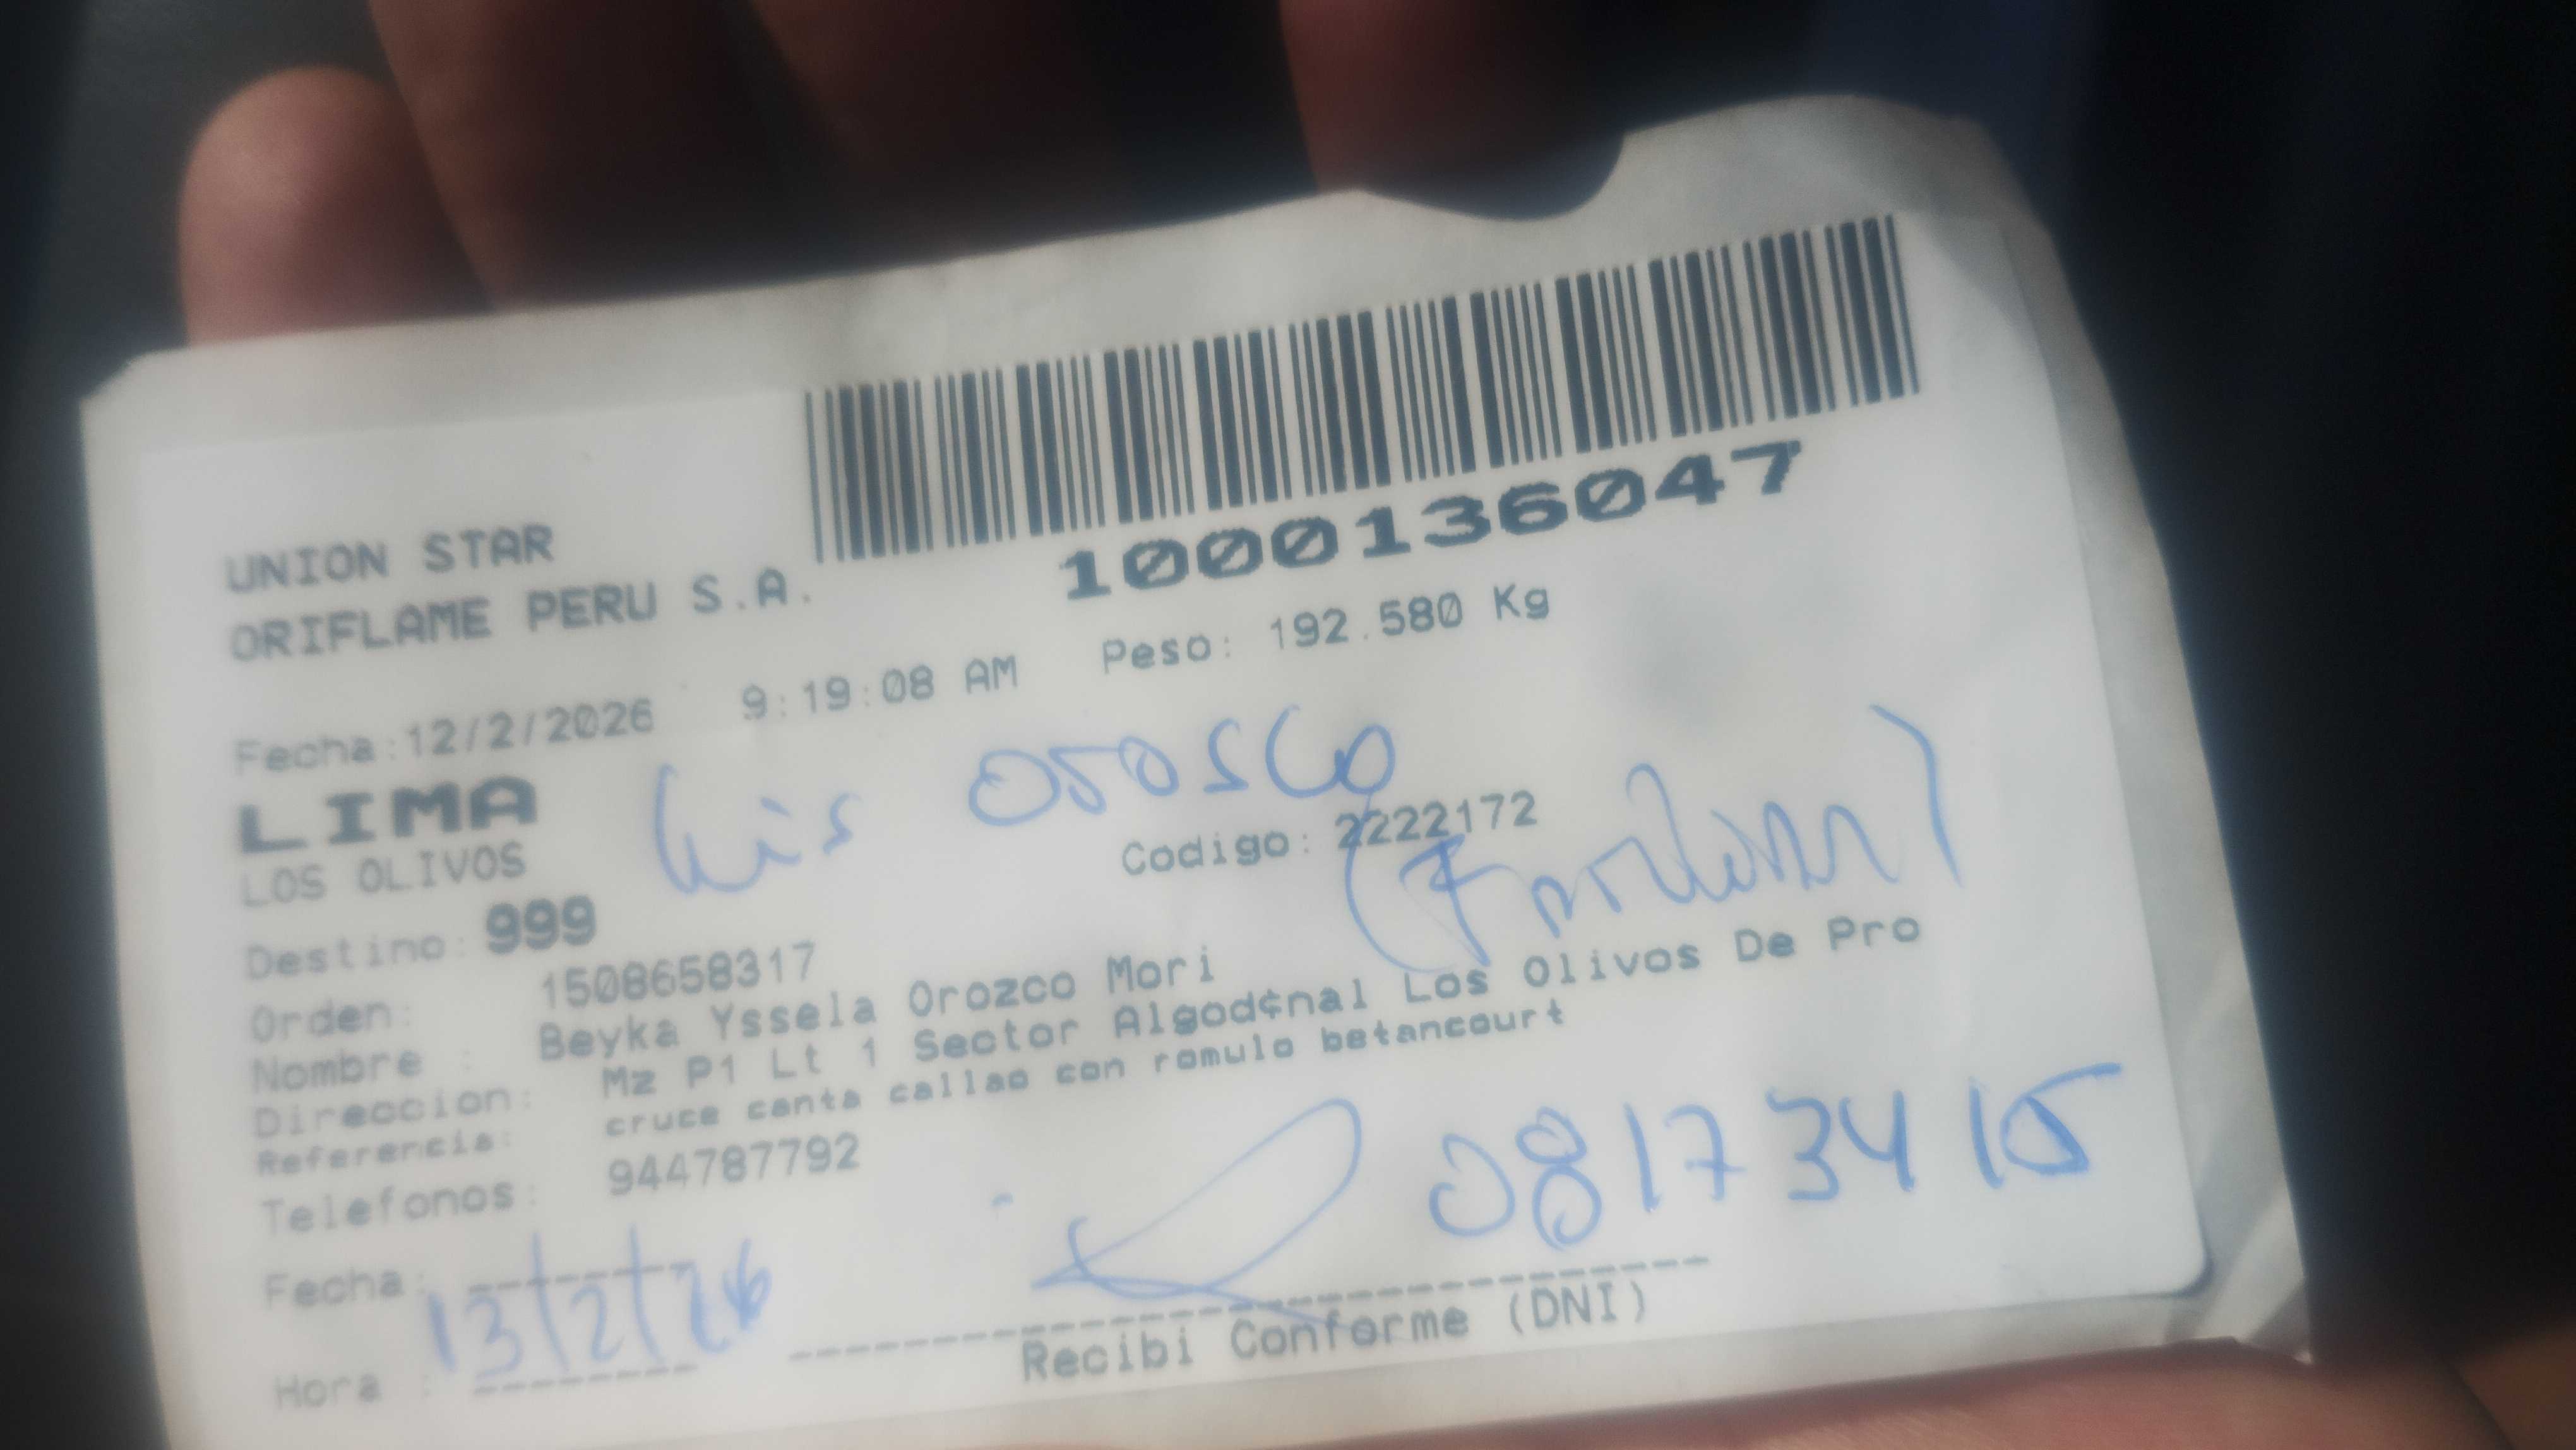 1000136047
UNION STAR
ORIFLAME PERU S.A.
Fecha:12/2/2026 9:19:08 AM Peso: 192.580 Kg
LIMA
Luis Orosco
LOS OLIVOS
Codigo: 2222172
Destino: 999
Orden: 1508658317
Nombre : Beyka Yssela Orozco Mori
Direccion: Mz P1 Lt 1 Sector Algod¢nal Los Olivos De Pro
Referencia: cruce canta callao con romulo betancourt
Telefonos: 944787792
08173415
Fecha: 13/2/26
Hora :
Recibi Conforme (DNI)